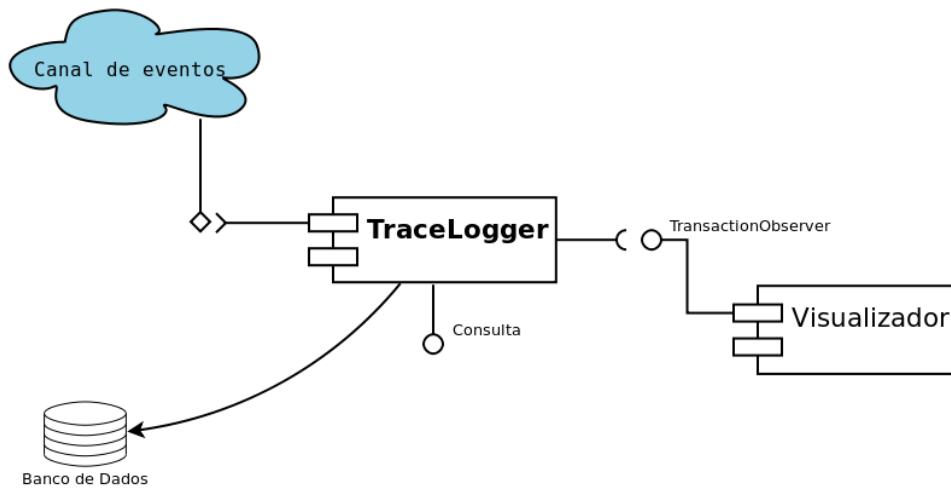 Canal de eventos
TraceLogger
TransactionObserver
Visualizador
Consulta
Banco de Dados